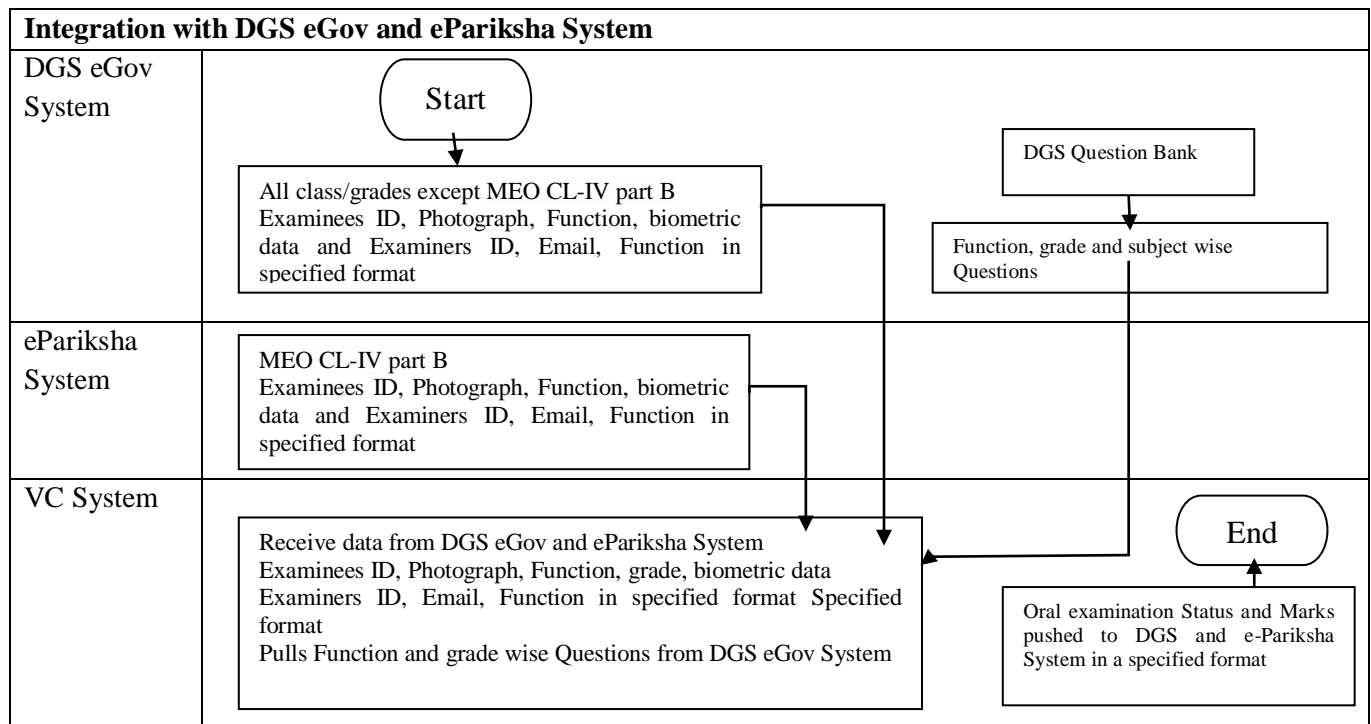 Integration with DGS eGov and ePariksha System
DGS eGov
System
Start
DGS Question Bank
All class/grades except MEO CL-IV part B
Examinees ID, Photograph, Function, biometric
data and Examiners ID, Email, Function in
specified format
Function, grade and subject wise
Questions
ePariksha
System
MEO CL-IV part B
Examinees ID, Photograph, Function, biometric
data and Examiners ID, Email, Function in
specified format
VC System
Receive data from DGS eGov and ePariksha System
Examinees ID, Photograph, Function, grade, biometric data
Examiners ID, Email, Function in specified format Specified
format
Pulls Function and grade wise Questions from DGS eGov System
End
Oral examination Status and Marks
pushed to DGS and e-Pariksha
System in a specified format